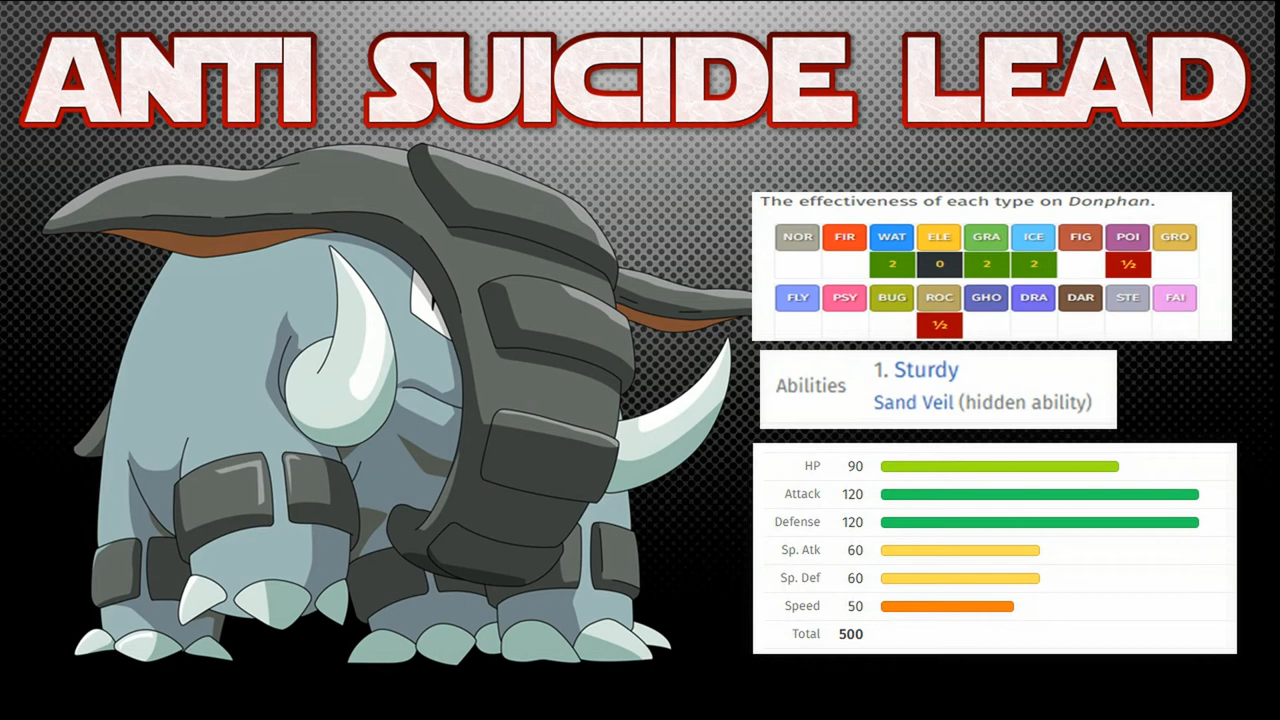 ANTI SUICIDE LEAD
The effectiveness of each type on Donphan.
NOR FIR WAT ELE GRA ICE FIG POI GRO
2 0 2 2 ½
FLY PSY BUG ROC GHO DRA DAR STE FAI
½
Abilities
1. Sturdy
Sand Veil (hidden ability)
HP 90
Attack 120
Defense 120
Sp. Atk 60
Sp. Def 60
Speed 50
Total 500